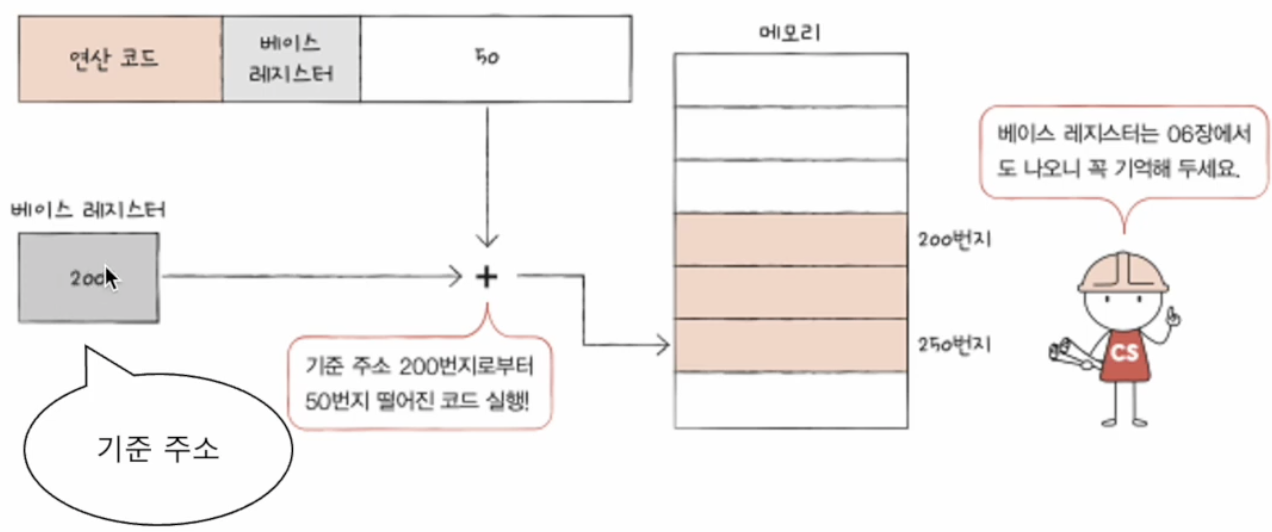 연산 코드
베이스
레지스터
50
메모리
베이스 레지스터는 06장에서
도 나오니 꼭 기억해 두세요.
베이스 레지스터
200
+
200번지
250번지
기준 주소 200번지로부터
50번지 떨어진 코드 실행!
CS
기준 주소